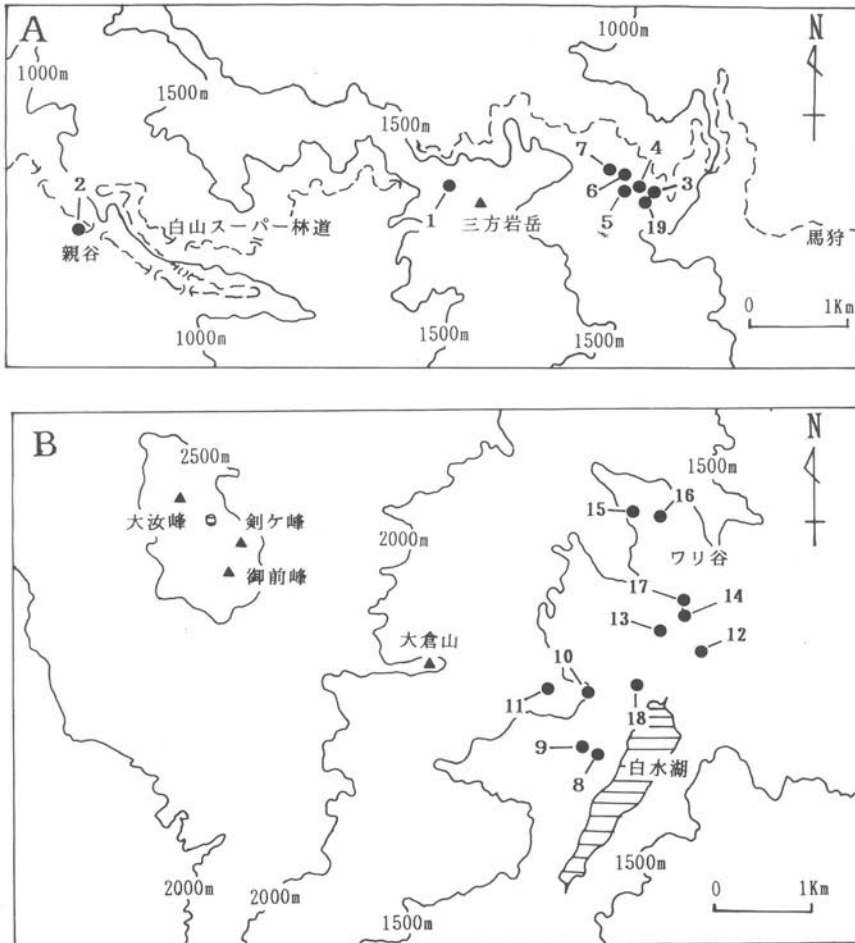 A
1000m
N
1000m
1500m
1500m
7
4
2
6
3
1
5
19
白山スーパー林道
三方岩岳
馬狩
親谷
0
1Km
1000m
1500m
1500m
B
2500m
N
1500m
15
16
大汝峰
剣ケ峰
2000m
ワリ谷
御前峰
17
14
13
12
大倉山
10
11
18
9
白水湖
8
1500m
0
1Km
2000m
2000m
1500m